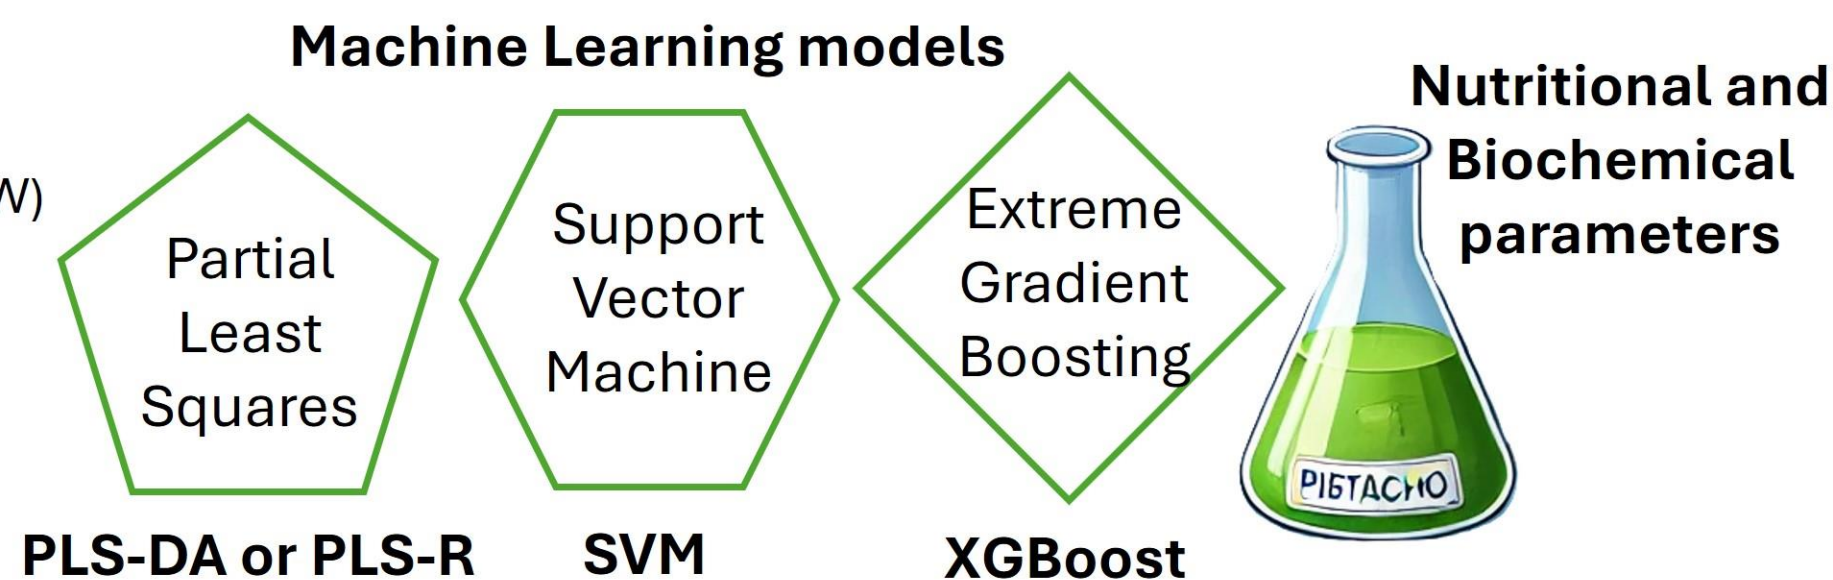 Machine Learning models
W)
Partial
Least
Squares
PLS-DA or PLS-R
Support
Vector
Machine
SVM
Extreme
Gradient
Boosting
XGBoost
Nutritional and
Biochemical
parameters
PIGTACHO